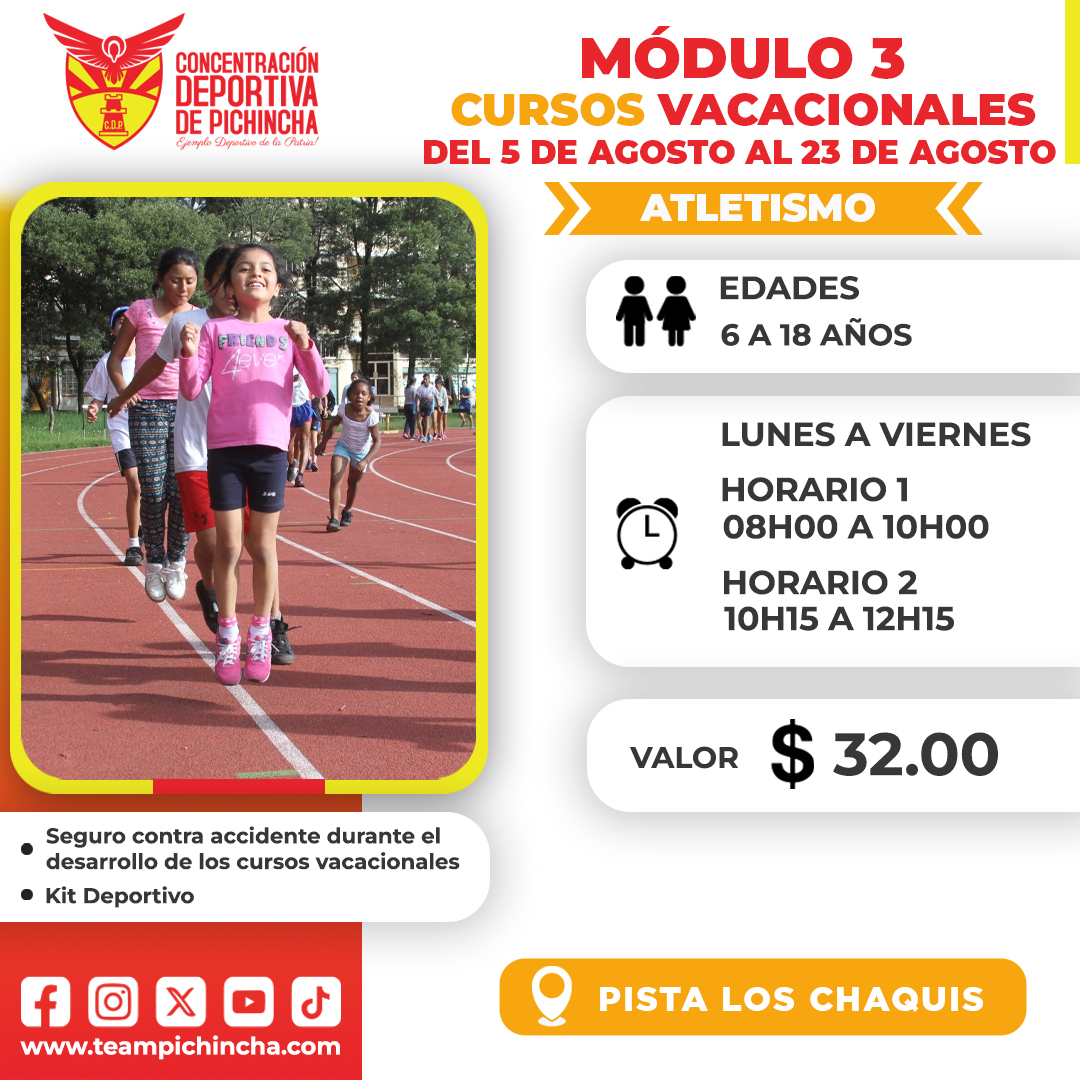 CONCENTRACIÓN
DEPORTIVA
DE PICHINCHA
Ejemplo Deportivo de la Patria!
C.D.P.
MÓDULO 3
CURSOS VACACIONALES
DEL 5 DE AGOSTO AL 23 DE AGOSTO
ATLETISMO
EDADES
6 A 18 AÑOS
LUNES A VIERNES
HORARIO 1
08H00 A 10H00
HORARIO 2
10H15 A 12H15
VALOR $ 32.00
FRIENDS
4ever
• Seguro contra accidente durante el
desarrollo de los cursos vacacionales
• Kit Deportivo
PISTA LOS CHAQUIS
www.teampichincha.com